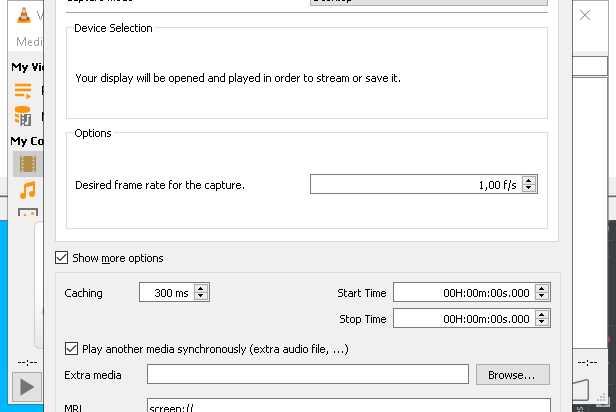 Medi
Device Selection
My Vi
Your display will be opened and played in order to stream or save it.
Options
My Co
Desired frame rate for the capture.
1,00 f/s
Show more options
Caching
300 ms
Start Time
00H:00m:00s.000
Stop Time
00H:00m:00s.000
Play another media synchronously (extra audio file, ...)
--:--
--:--
Extra media
Browse...
MRL
screen://